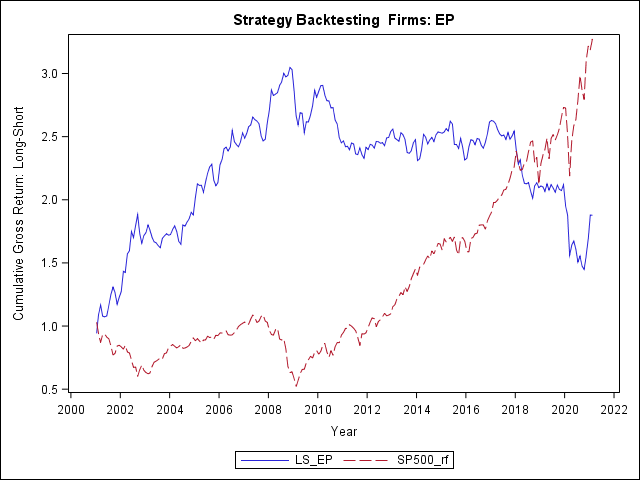 Strategy Backtesting  Firms: EP
Cumulative Gross Return: Long-Short
3.0
2.5
2.0
1.5
1.0
0.5
2000 2002 2004 2006 2008 2010 2012 2014 2016 2018 2020 2022
Year
LS_EP SP500_rf